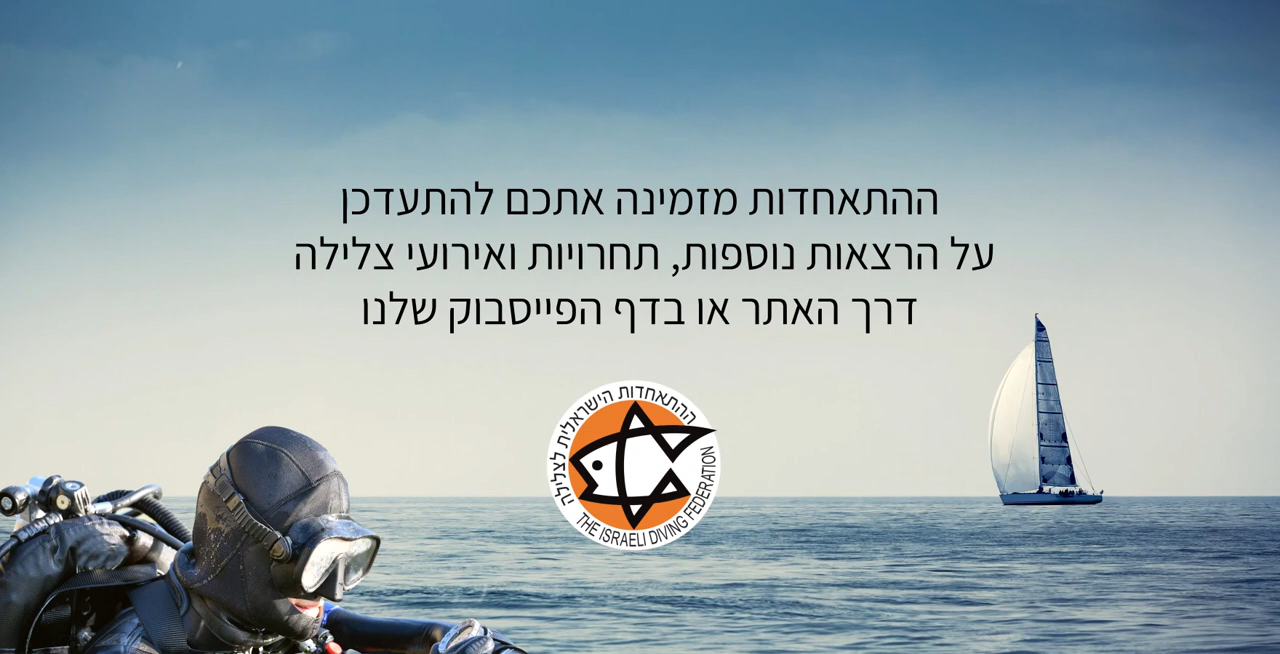 ההתאחדות מזמינה אתכם להתעדכן
על הרצאות נוספות, תחרויות ואירועי צלילה
דרך האתר או בדף הפייסבוק שלנו
ההתאחדות הישראלית לצלילה
THE ISRAELI DIVING FEDERATION